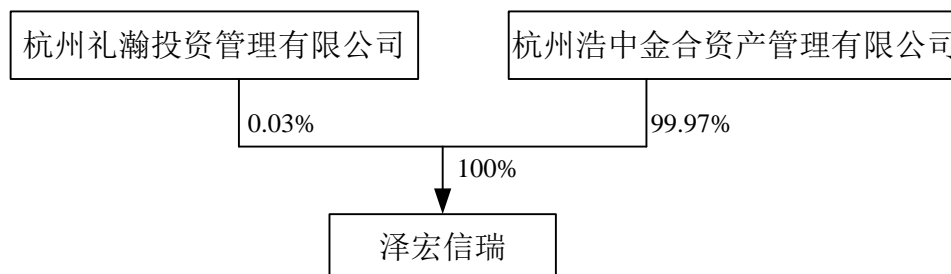 杭州礼瀚投资管理有限公司
杭州浩中金合资产管理有限公司
0.03%
99.97%
100%
泽宏信瑞